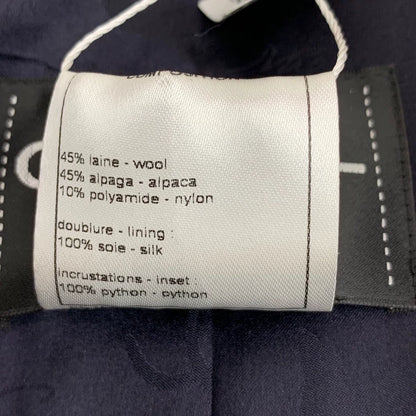 45% laine - wool
45% alpaga - alpaca
10% polyamide - nylon
doublure - lining :
100% soie - silk
incrustations - inset :
100% python - python